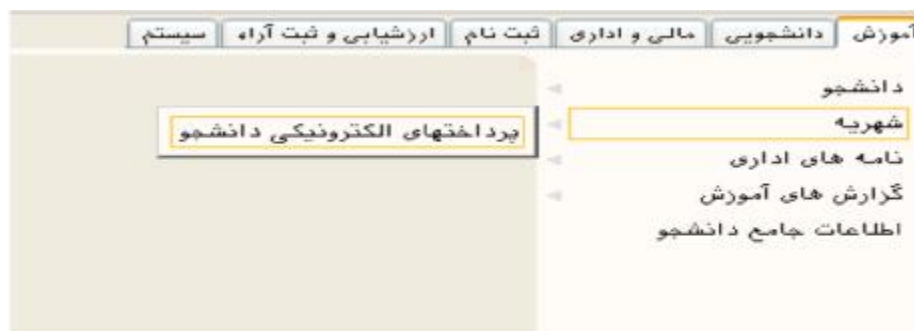 آموزش دانشجویی مالی و اداری ثبت نام ارزشیابی و ثبت آراء سیستم
دانشجو
شهریه
پرداختهای الکترونیکی دانشجو
نامه های اداری
گزارش های آموزش
اطلاعات جامع دانشجو